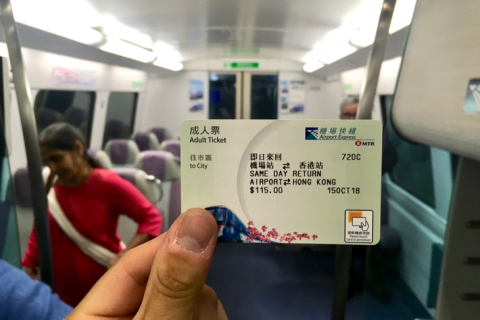 成人票
Adult Ticket
機場快綫
Airport Express
MTR
往市區
to City
即日來回 72DC
機場站 ⇄ 香港站
SAME DAY RETURN
AIRPORT⇄HONG KONG
$115.00 15OCT18